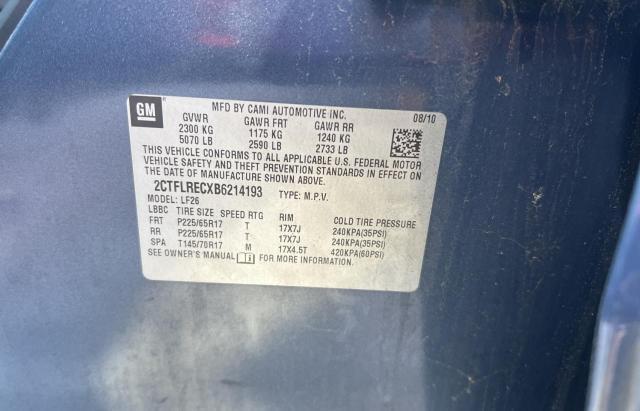 GM
MFD BY CAMI AUTOMOTIVE INC.
08/10
GVWR GAWR FRT GAWR RR
2300 KG 1175 KG 1240 KG
5070 LB 2590 LB 2733 LB
THIS VEHICLE CONFORMS TO ALL APPLICABLE U.S. FEDERAL MOTOR
VEHICLE SAFETY AND THEFT PREVENTION STANDARDS IN EFFECT ON
THE DATE OF MANUFACTURE SHOWN ABOVE.
2CTFLRECXB6214193 TYPE: M.P.V.
MODEL: LF26
LBBC TIRE SIZE SPEED RTG RIM COLD TIRE PRESSURE
FRT P225/65R17 T 17X7J 240KPA(35PSI)
RR P225/65R17 T 17X7J 240KPA(35PSI)
SPA T145/70R17 M 17X4.5T 420KPA(60PSI)
SEE OWNER'S MANUAL FOR MORE INFORMATION.